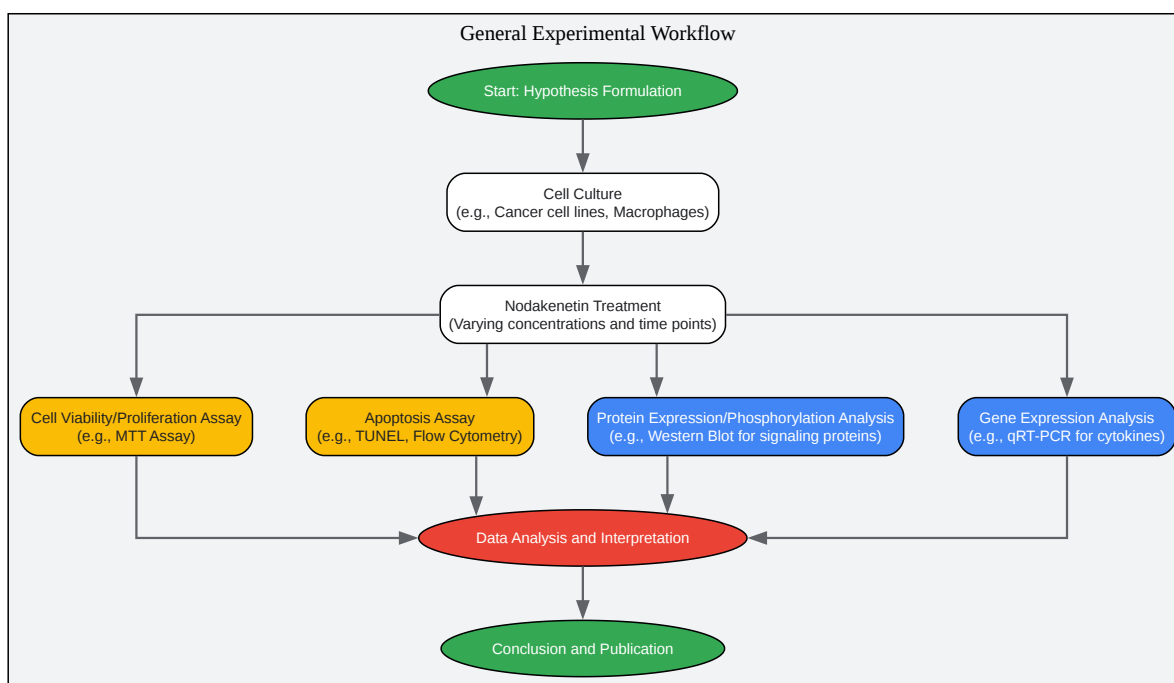 General Experimental Workflow
Start: Hypothesis Formulation
Cell Culture
(e.g., Cancer cell lines, Macrophages)
Nodakenetin Treatment
(Varying concentrations and time points)
Cell Viability/Proliferation Assay
(e.g., MTT Assay)
Apoptosis Assay
(e.g., TUNEL, Flow Cytometry)
Protein Expression/Phosphorylation Analysis
(e.g., Western Blot for signaling proteins)
Gene Expression Analysis
(e.g., qRT-PCR for cytokines)
Data Analysis and Interpretation
Conclusion and Publication